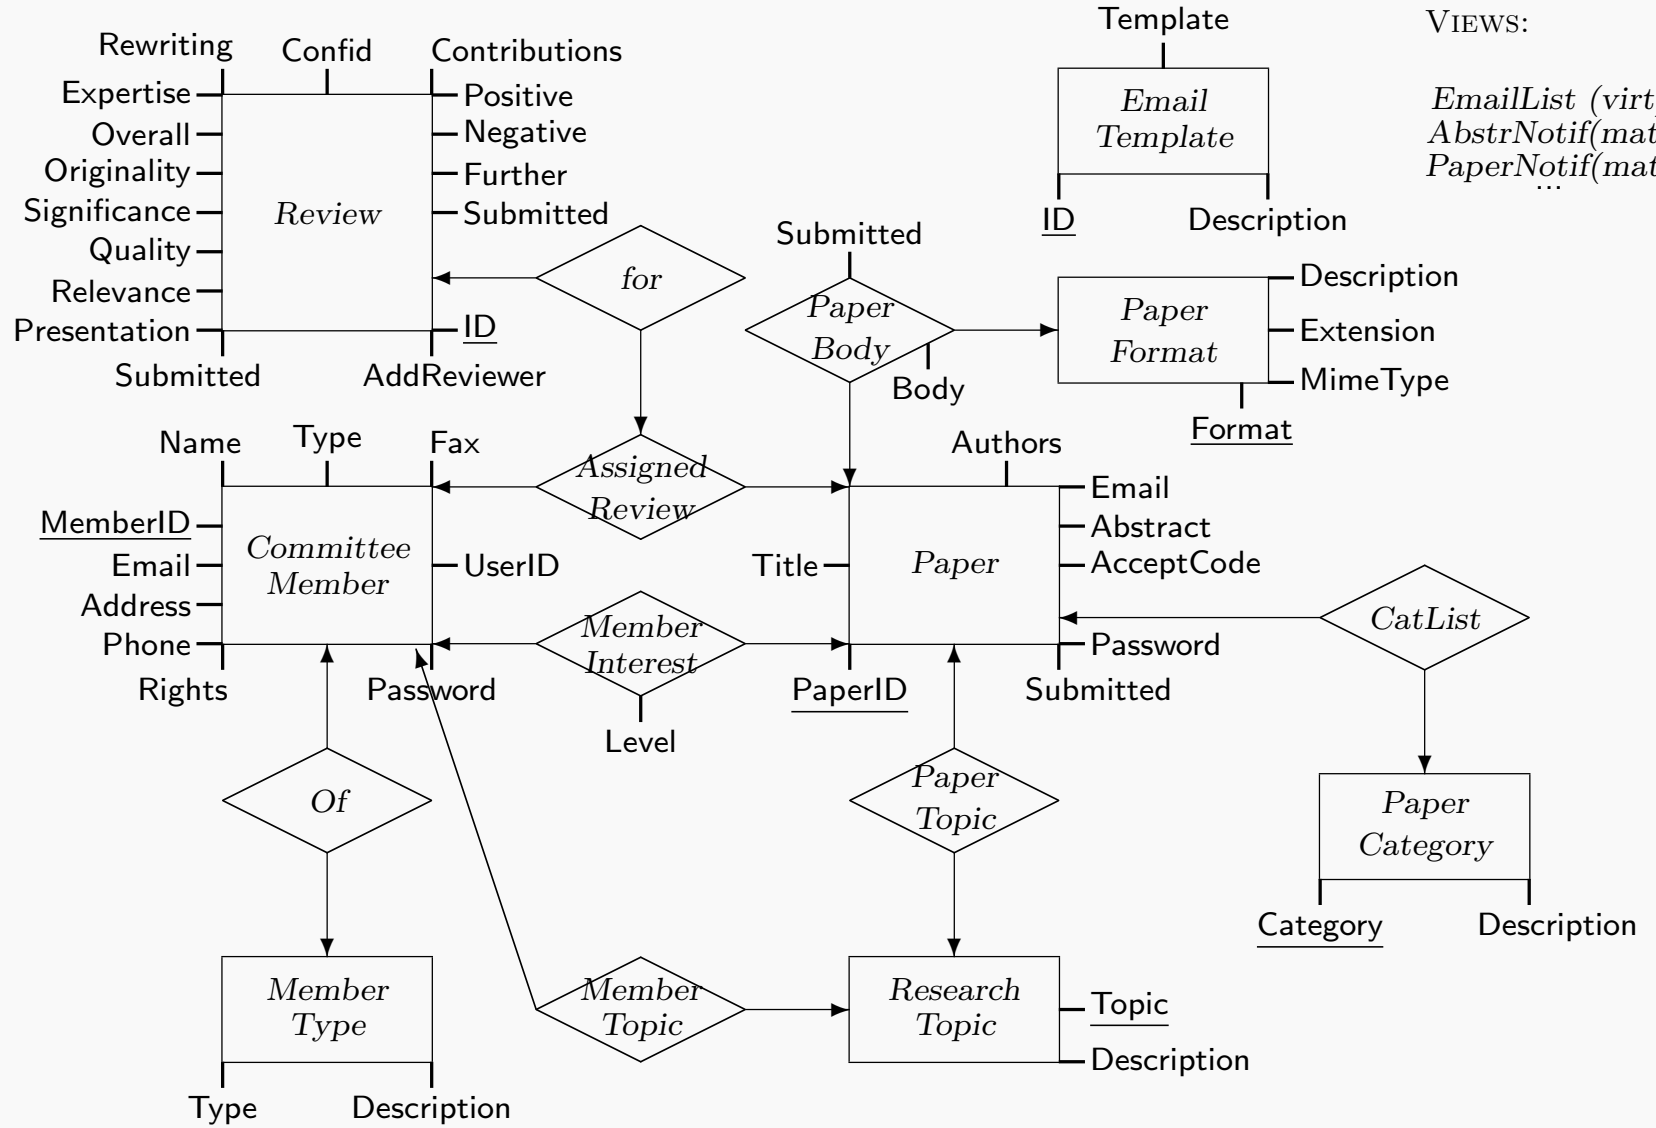 Template
VIEWS:
Rewriting
Confid
Contributions
Expertise
Positive
Email
Template
EmailList (virt
Overall
Negative
AbstrNotif(mat
Originality
Further
PaperNotif(mat
...
Significance
Review
Submitted
ID
Description
Quality
for
Submitted
Relevance
Paper
Body
Paper
Format
Description
Presentation
ID
Extension
Submitted
AddReviewer
Body
MimeType
Format
Name
Type
Fax
Assigned
Review
Authors
Email
MemberID
Abstract
Committee
Member
Email
UserID
Title
Paper
AcceptCode
Address
CatList
Phone
Member
Interest
Password
Rights
Password
PaperID
Submitted
Level
Of
Paper
Topic
Paper
Category
Category
Description
Member
Type
Member
Topic
Research
Topic
Topic
Description
Type
Description